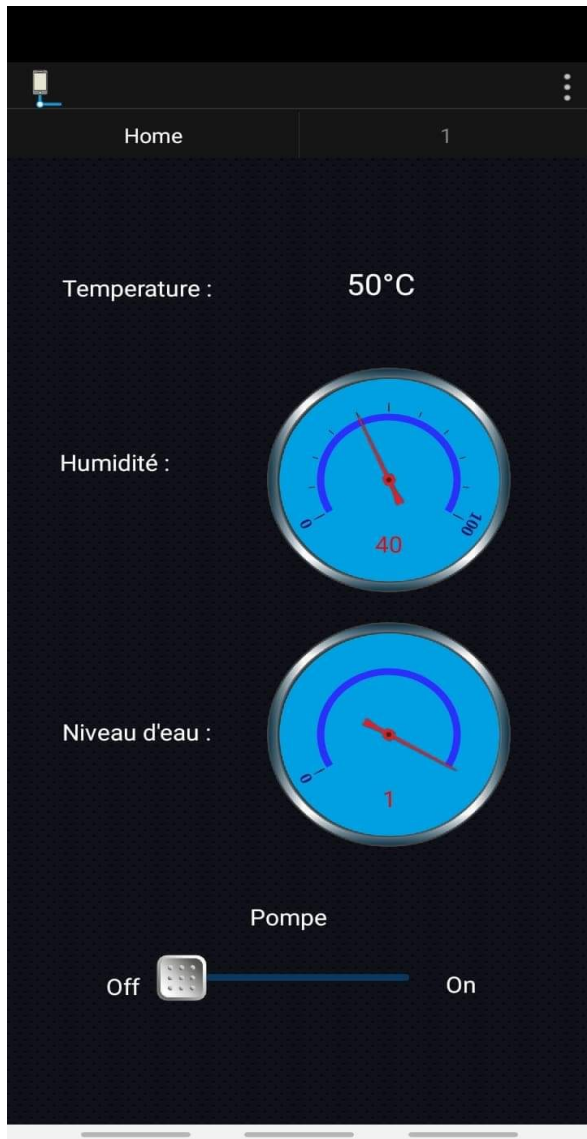 Home 1
Temperature : 50°C
Humidité :
0 100
40
Niveau d'eau :
0
1
Pompe
Off On